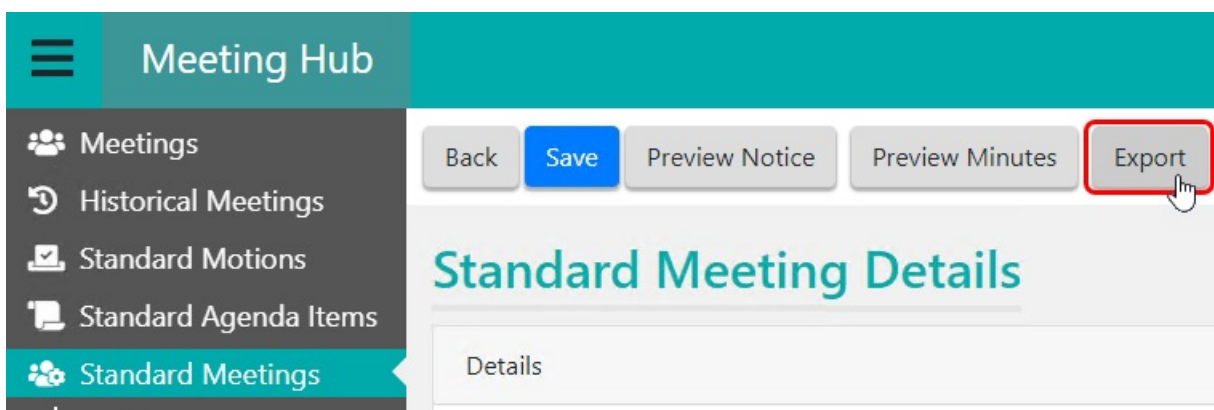 Meeting Hub
Meetings
Historical Meetings
Standard Motions
Standard Agenda Items
Standard Meetings
Back Save Preview Notice Preview Minutes Export
Standard Meeting Details
Details